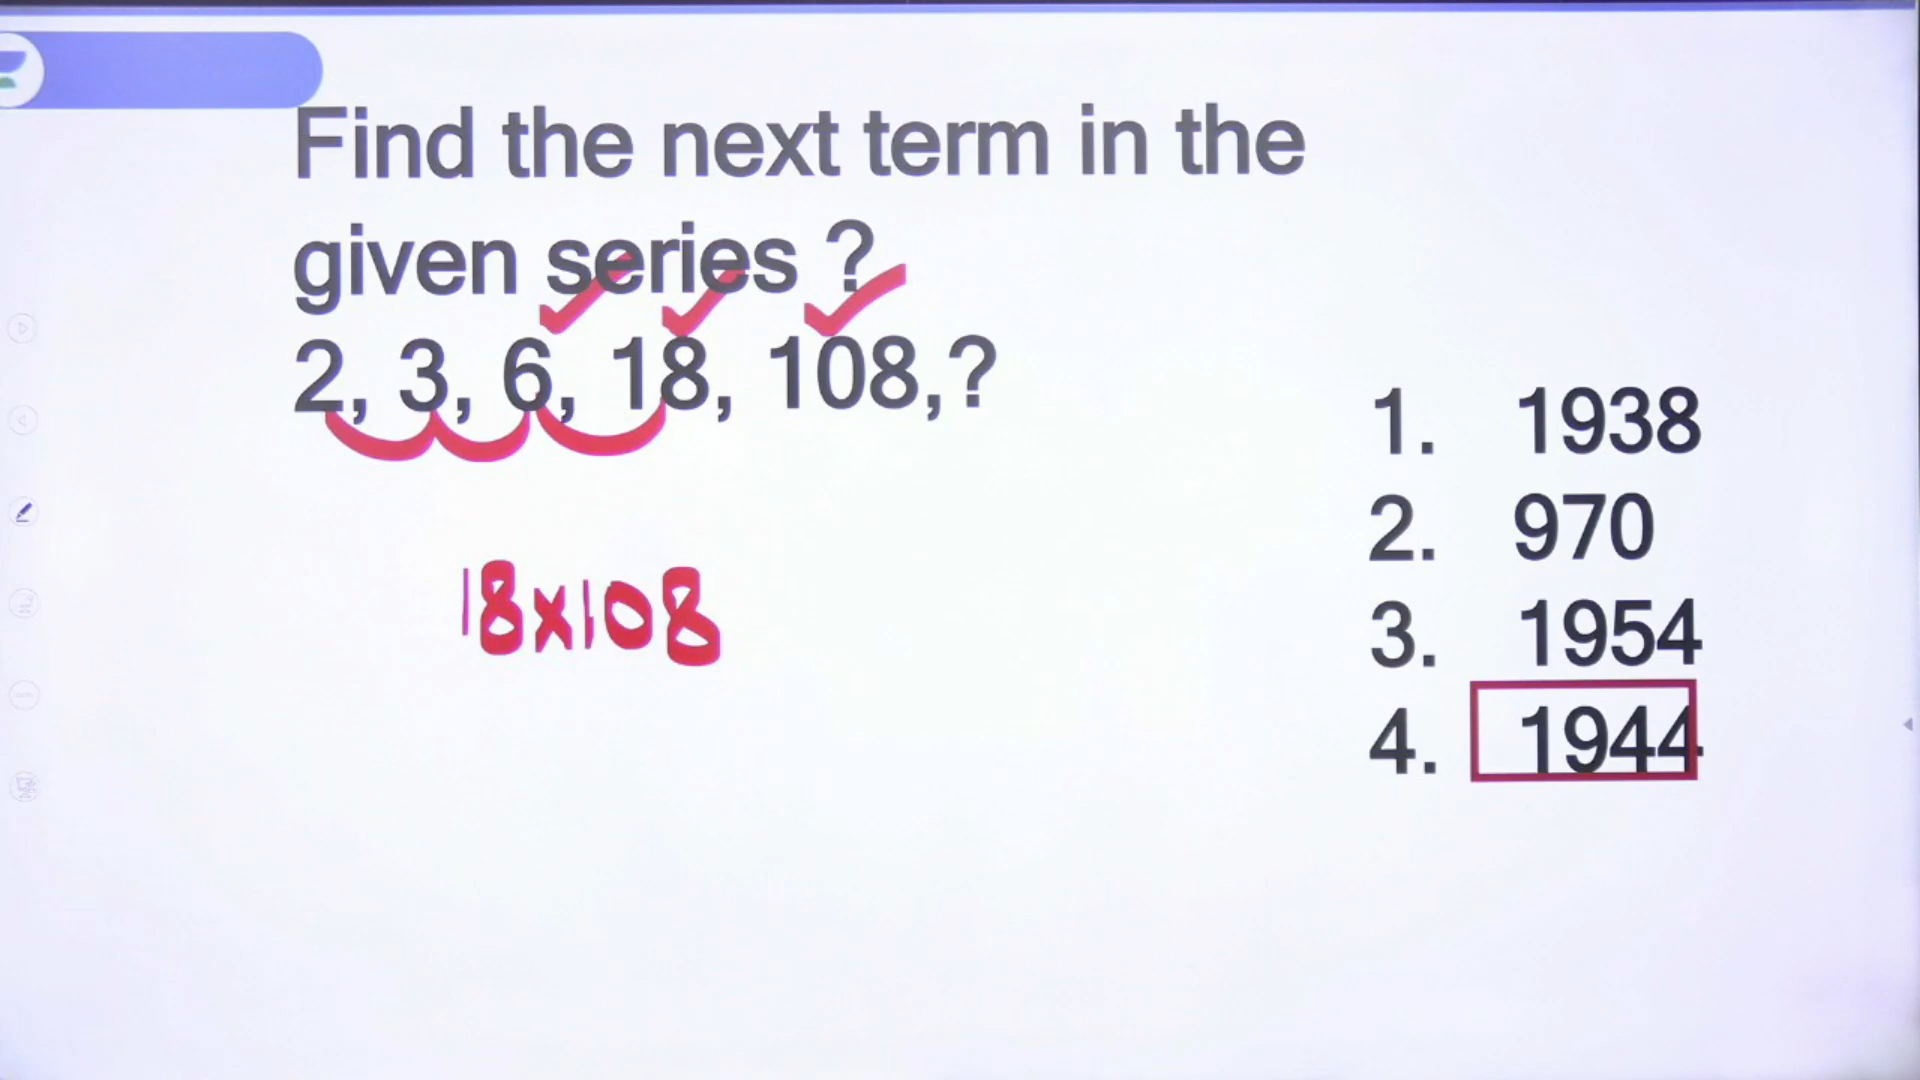 Find the next term in the
given series ?
2, 3, 6, 18, 108,?
1. 1938
2. 970
3. 1954
4. 1944
18x108